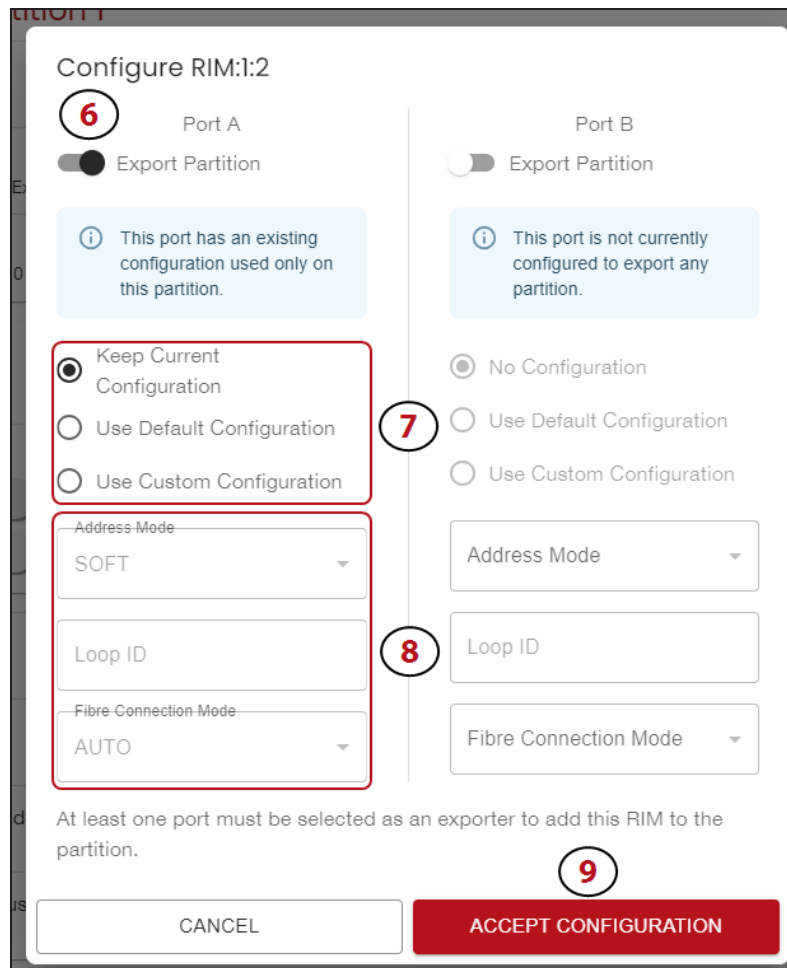 Configure RIM:1:2
6
Port A
Export Partition
This port has an existing
configuration used only on
this partition.
Keep Current
Configuration
Use Default Configuration
Use Custom Configuration
7
Address Mode
SOFT
Loop ID
8
Fibre Connection Mode
AUTO
Port B
Export Partition
This port is not currently
configured to export any
partition.
No Configuration
Use Default Configuration
Use Custom Configuration
Address Mode
Loop ID
Fibre Connection Mode
At least one port must be selected as an exporter to add this RIM to the
partition.
9
CANCEL
ACCEPT CONFIGURATION